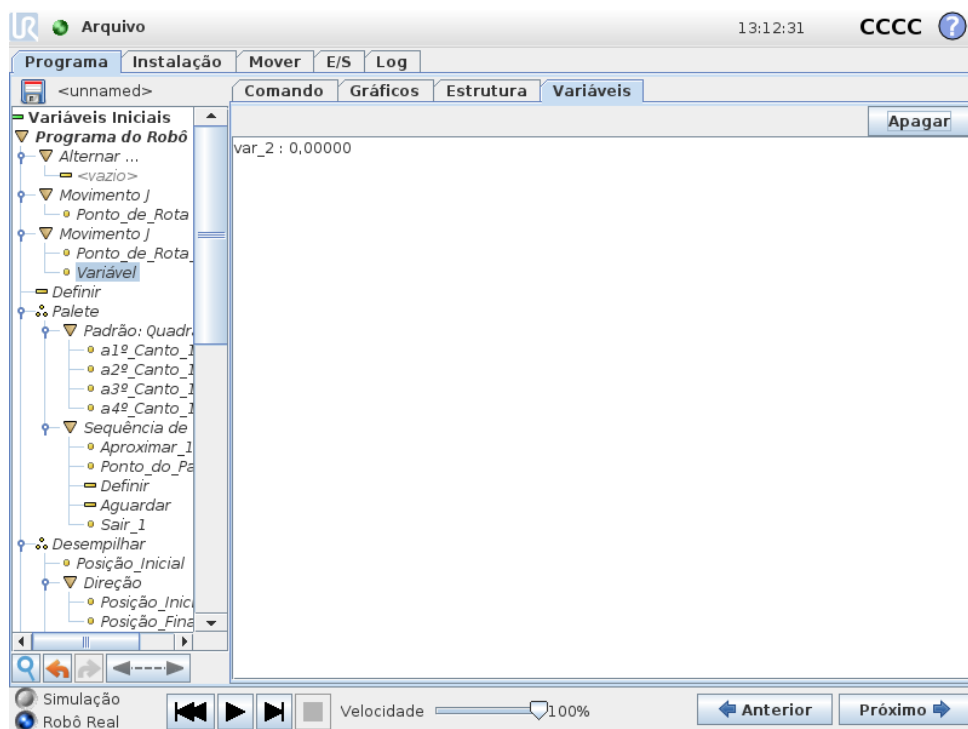 Arquivo 13:12:31 CCCC ?
Programa Instalação Mover E/S Log
<unnamed> Comando Gráficos Estrutura Variáveis
Variáveis Iniciais
Apagar
Programa do Robô
var_2 : 0,00000
Alternar ...
<vazio>
Movimento J
Ponto_de_Rota
Movimento J
Ponto_de_Rota_
Variável
Definir
Palete
Padrão: Quadr
a1º_Canto_1
a2º_Canto_1
a3º_Canto_1
a4º_Canto_1
Sequência de
Aproximar_1
Ponto_do_Pa
Definir
Aguardar
Sair_1
Desempilhar
Posição_Inicial
Direção
Posição_Inic
Posição_Fina
Simulação
Robô Real
Velocidade 100%
Anterior Próximo